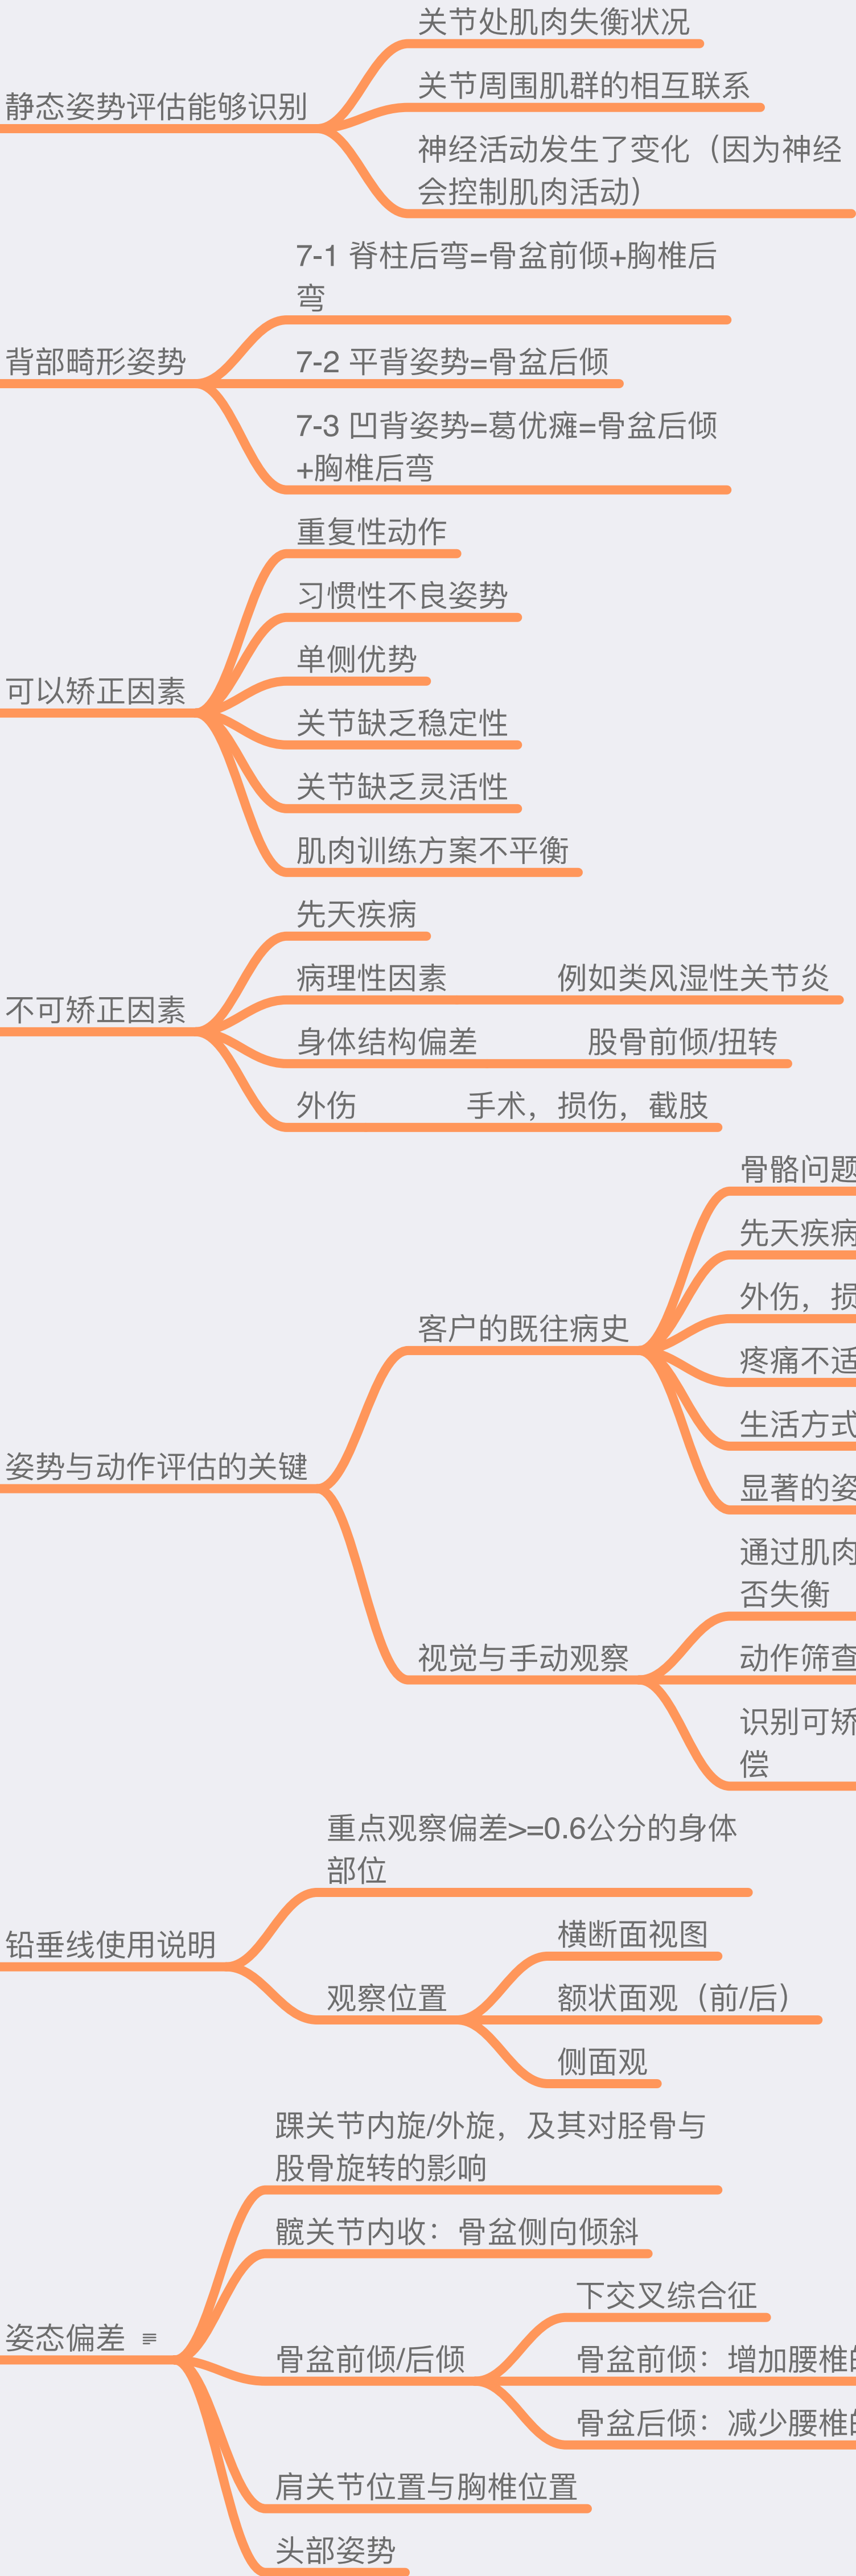 静态姿势评估能够识别
关节处肌肉失衡状况
关节周围肌群的相互联系
神经活动发生了变化（因为神经
会控制肌肉活动）
背部畸形姿势
7-1 脊柱后弯=骨盆前倾+胸椎后
弯
7-2 平背姿势=骨盆后倾
7-3 凹背姿势=葛优瘫=骨盆后倾
+胸椎后弯
可以矫正因素
重复性动作
习惯性不良姿势
单侧优势
关节缺乏稳定性
关节缺乏灵活性
肌肉训练方案不平衡
不可矫正因素
先天疾病
病理性因素 例如类风湿性关节炎
身体结构偏差 股骨前倾/扭转
外伤 手术，损伤，截肢
姿势与动作评估的关键
客户的既往病史
骨骼问题
先天疾病
外伤，损
疼痛不适
生活方式
显著的姿
视觉与手动观察
通过肌肉
否失衡
动作筛查
识别可矫
偿
铅垂线使用说明
重点观察偏差>=0.6公分的身体
部位
观察位置
横断面视图
额状面观（前/后）
侧面观
姿态偏差
踝关节内旋/外旋，及其对胫骨与
股骨旋转的影响
髋关节内收：骨盆侧向倾斜
骨盆前倾/后倾
下交叉综合征
骨盆前倾：增加腰椎的
骨盆后倾：减少腰椎的
肩关节位置与胸椎位置
头部姿势